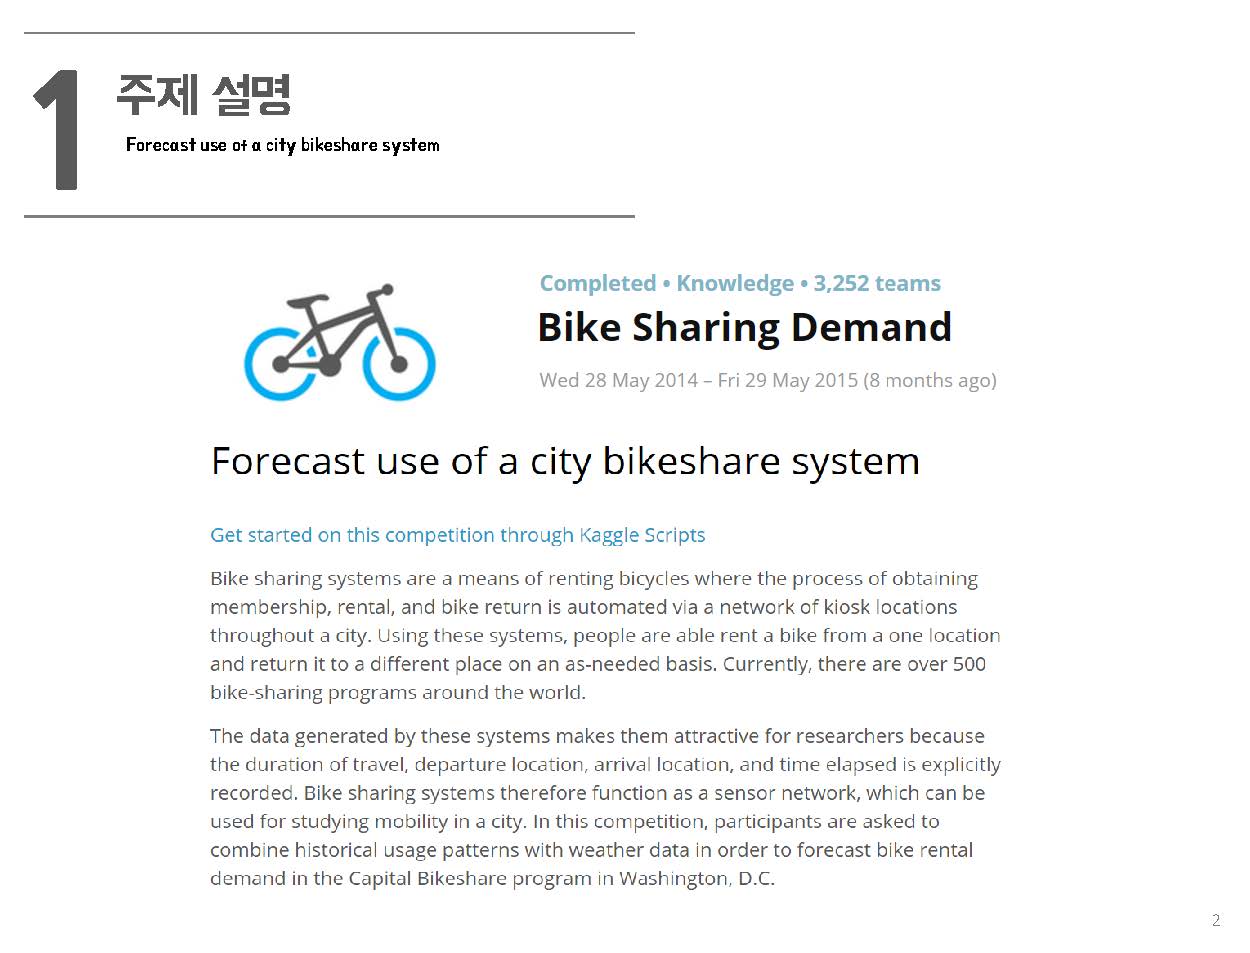 1
주제 설명
Forecast use of a city bikeshare system
Completed • Knowledge • 3,252 teams
Bike Sharing Demand
Wed 28 May 2014 – Fri 29 May 2015 (8 months ago)
Forecast use of a city bikeshare system
Get started on this competition through Kaggle Scripts
Bike sharing systems are a means of renting bicycles where the process of obtaining
membership, rental, and bike return is automated via a network of kiosk locations
throughout a city. Using these systems, people are able rent a bike from a one location
and return it to a different place on an as-needed basis. Currently, there are over 500
bike-sharing programs around the world.
The data generated by these systems makes them attractive for researchers because
the duration of travel, departure location, arrival location, and time elapsed is explicitly
recorded. Bike sharing systems therefore function as a sensor network, which can be
used for studying mobility in a city. In this competition, participants are asked to
combine historical usage patterns with weather data in order to forecast bike rental
demand in the Capital Bikeshare program in Washington, D.C.
2